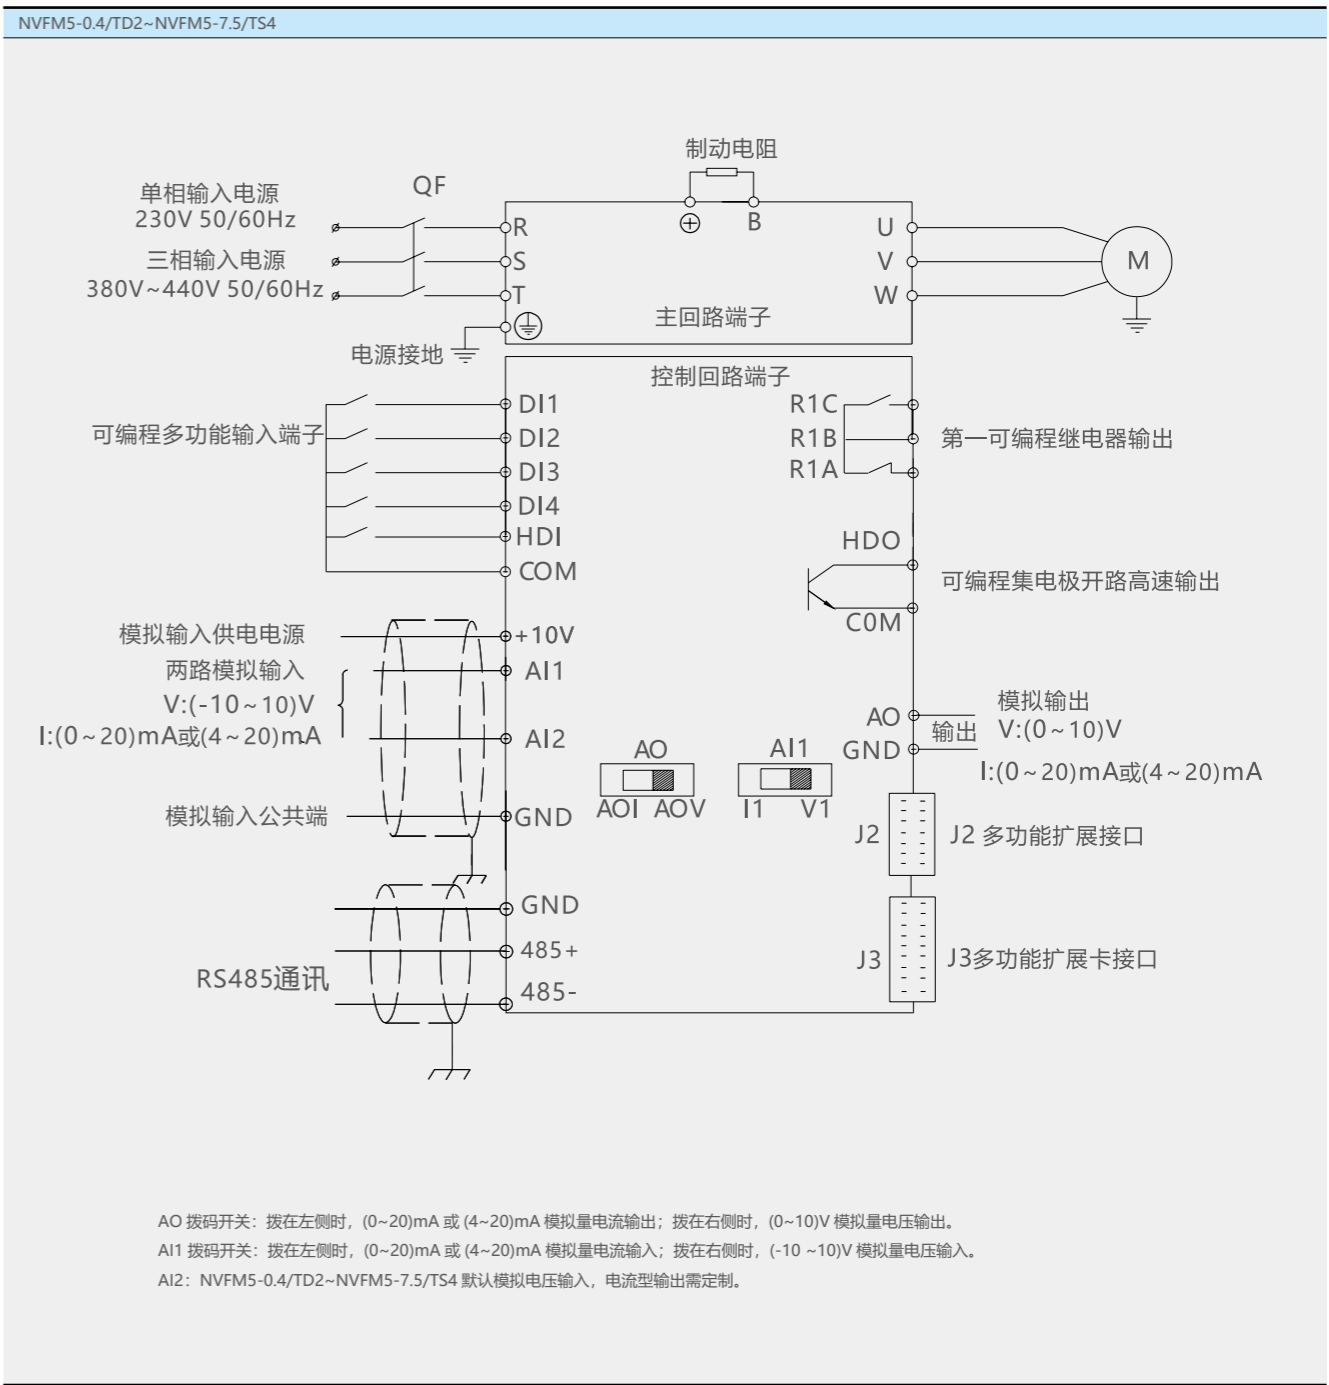 NVFM5-0.4/TD2~NVFM5-7.5/TS4
制动电阻
单相输入电源
230V 50/60Hz
QF
三相输入电源
380V~440V 50/60Hz
R
S
T
B
U
V
W
M
主回路端子
电源接地
控制回路端子
可编程多功能输入端子
DI1
DI2
DI3
DI4
HDI
COM
R1C
R1B
R1A
第一可编程继电器输出
HDO
C0M
可编程集电极开路高速输出
模拟输入供电电源
+10V
两路模拟输入
AI1
V:(-10~10)V
I:(0~20)mA或(4~20)mA
AI2
模拟输入公共端
GND
AO
AOI AOV
AI1
I1 V1
AO
GND
输出
模拟输出
V:(0~10)V
I:(0~20)mA或(4~20)mA
J2
J2 多功能扩展接口
J3
J3多功能扩展卡接口
GND
485+
485-
RS485通讯
AO 拨码开关：拨在左侧时，(0~20)mA 或 (4~20)mA 模拟量电流输出；拨在右侧时，(0~10)V 模拟量电压输出。
AI1 拨码开关：拨在左侧时，(0~20)mA 或 (4~20)mA 模拟量电流输入；拨在右侧时，(-10 ~10)V 模拟量电压输入。
AI2：NVFM5-0.4/TD2~NVFM5-7.5/TS4 默认模拟电压输入，电流型输出需定制。